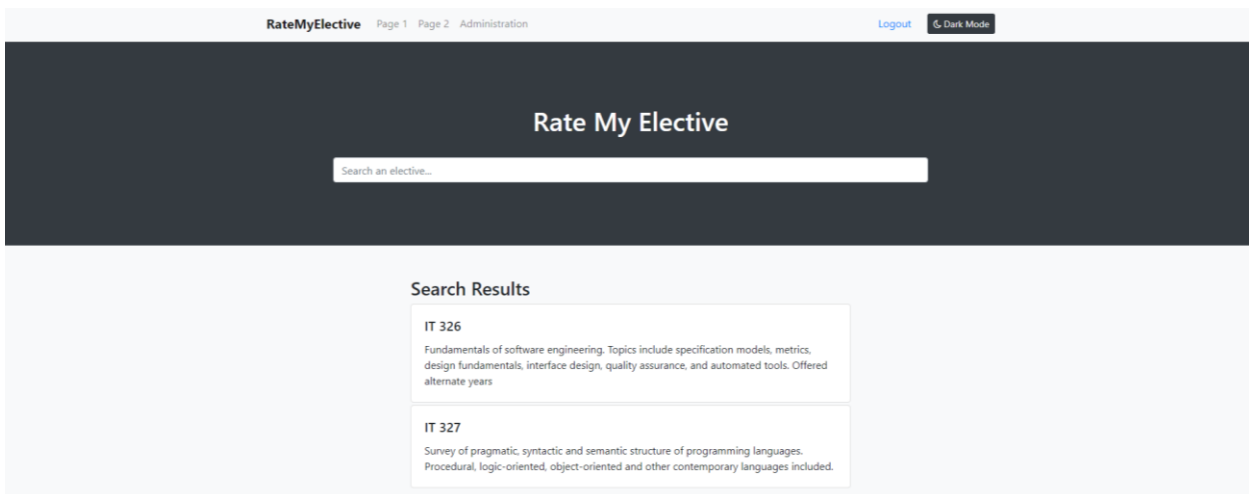 RateMyElective Page 1 Page 2 Administration Logout Dark Mode
Rate My Elective
Search an elective...
Search Results
IT 326
Fundamentals of software engineering. Topics include specification models, metrics,
design fundamentals, interface design, quality assurance, and automated tools. Offered
alternate years
IT 327
Survey of pragmatic, syntactic and semantic structure of programming languages.
Procedural, logic-oriented, object-oriented and other contemporary languages included.